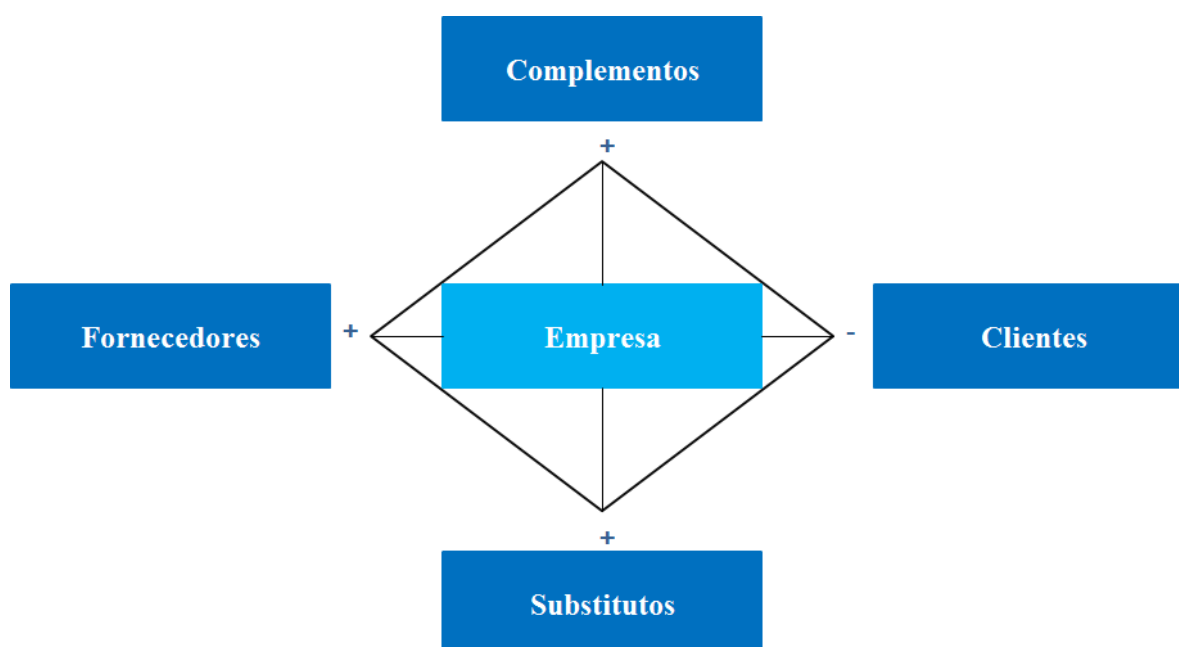 Complementos
+
Fornecedores + Empresa - Clientes
+
Substitutos